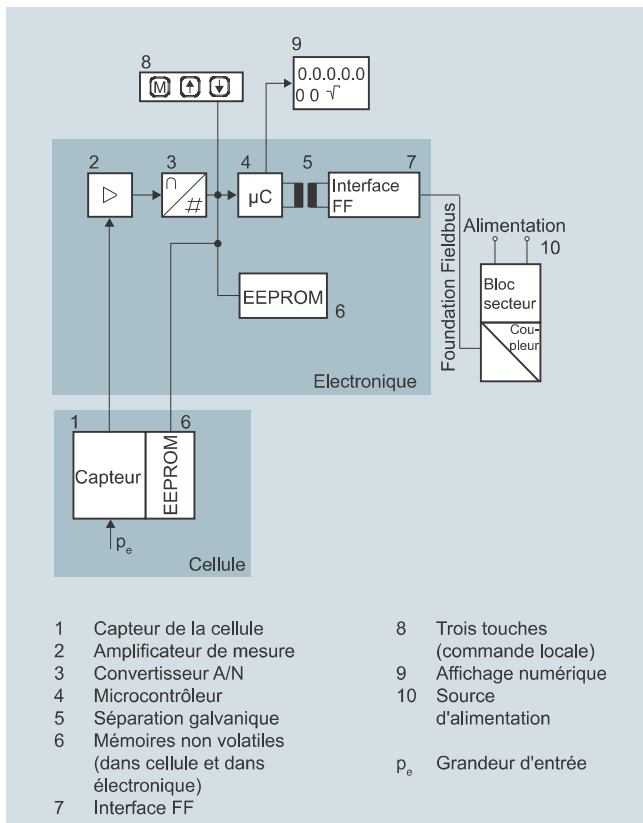 8
9
M
0.0.0.0.0
0 0 √
2
3
4
5
7
∩
#
µC
Interface
FF
Alimentation
10
Foundation Fieldbus
Bloc
secteur
Cou-
pleur
EEPROM
6
Electronique
1
6
Capteur
EEPROM
pe
Cellule
1 Capteur de la cellule
2 Amplificateur de mesure
3 Convertisseur A/N
4 Microcontrôleur
5 Séparation galvanique
6 Mémoires non volatiles
(dans cellule et dans
électronique)
7 Interface FF
8 Trois touches
(commande locale)
9 Affichage numérique
10 Source
d'alimentation
pe Grandeur d'entrée